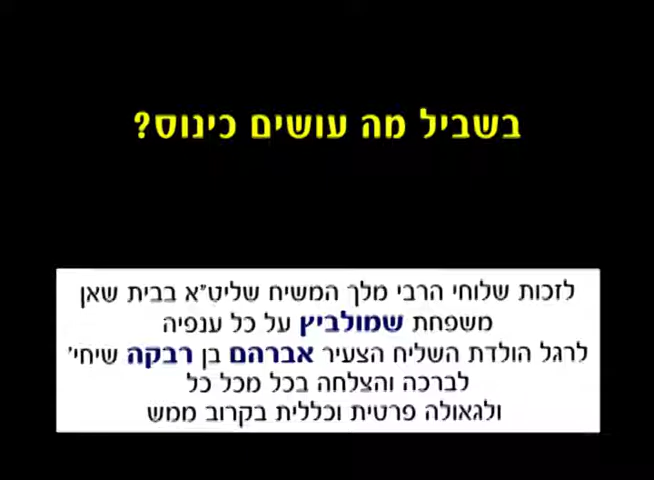 בשביל מה עושים כינוס?
לזכות שלוחי הרבי מלך המשיח שליט"א בבית שאן
משפחת שמולביץ על כל ענפיה
לרגל הולדת השליח הצעיר אברהם בן רבקה שיחי'
לברכה והצלחה בכל מכל כל
ולגאולה פרטית וכללית בקרוב ממש